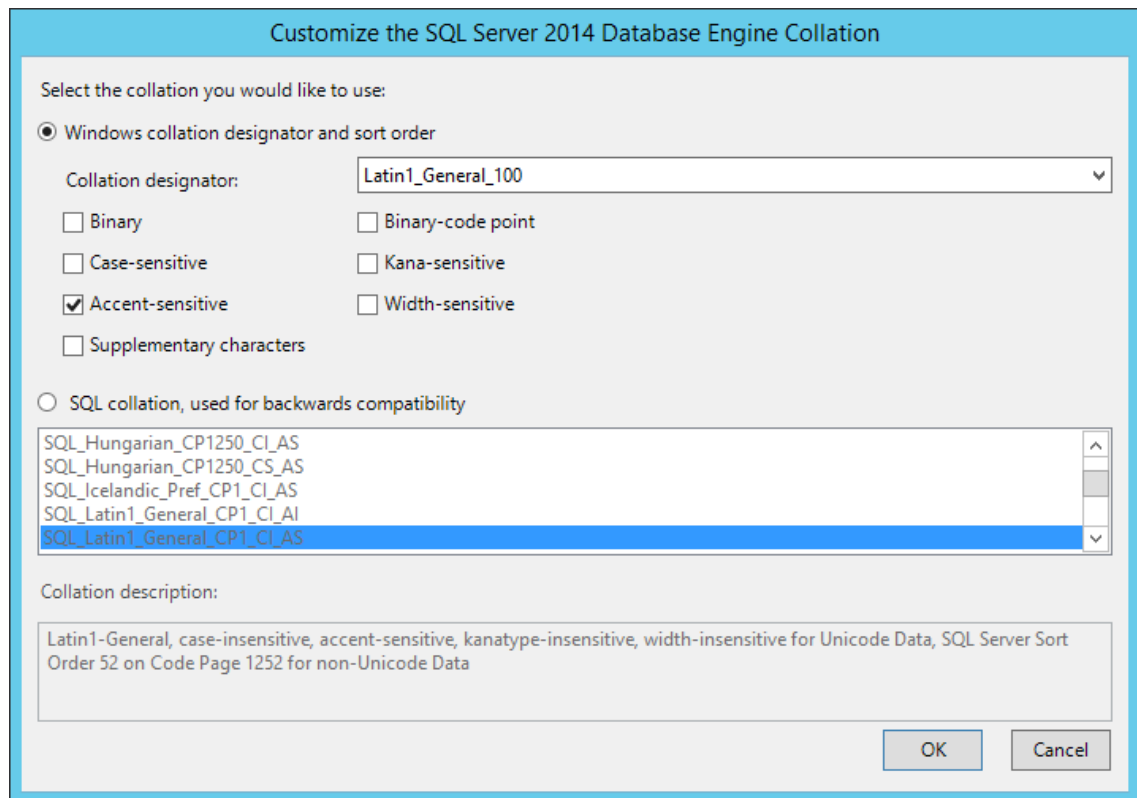 Customize the SQL Server 2014 Database Engine Collation
Select the collation you would like to use:
Windows collation designator and sort order
Collation designator:
Latin1_General_100
Binary
Binary-code point
Case-sensitive
Kana-sensitive
Accent-sensitive
Width-sensitive
Supplementary characters
SQL collation, used for backwards compatibility
SQL_Hungarian_CP1250_CI_AS
SQL_Hungarian_CP1250_CS_AS
SQL_Icelandic_Pref_CP1_CI_AS
SQL_Latin1_General_CP1_CI_AI
SQL_Latin1_General_CP1_CI_AS
Collation description:
Latin1-General, case-insensitive, accent-sensitive, kanatype-insensitive, width-insensitive for Unicode Data, SQL Server Sort
Order 52 on Code Page 1252 for non-Unicode Data
OK
Cancel